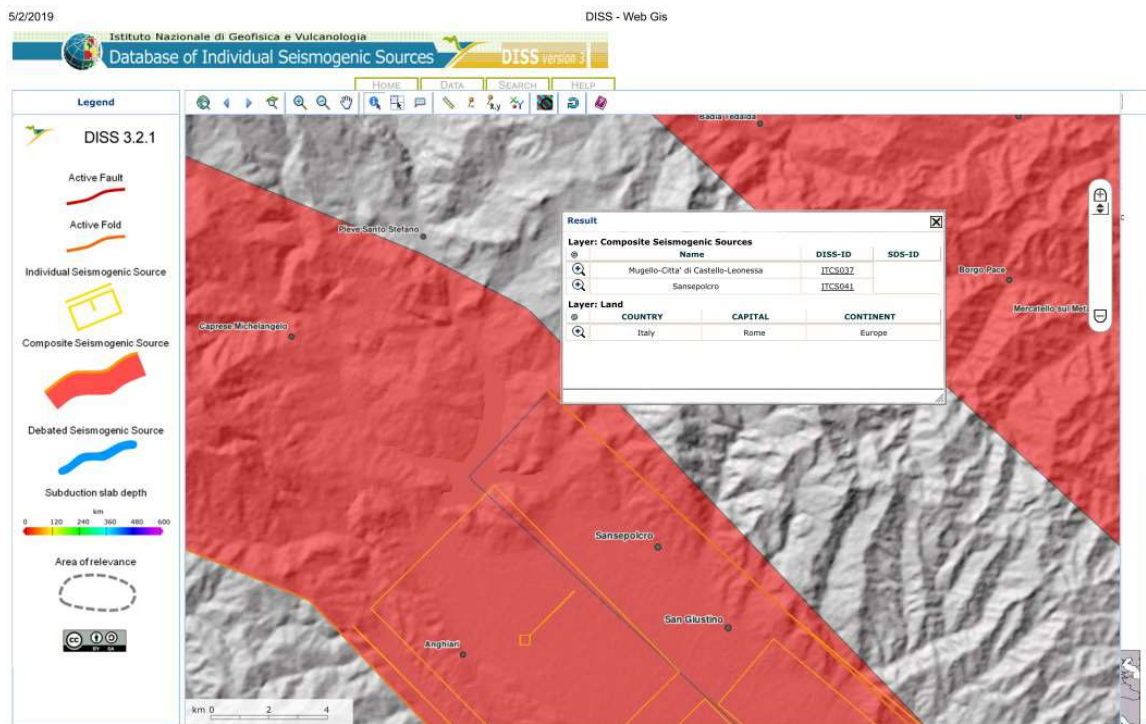 5/2/2019
DISS - Web Gis
Istituto Nazionale di Geofisica e Vulcanologia
Database of Individual Seismogenic Sources
DISS version 3
HOME DATA SEARCH HELP
Legend
DISS 3.2.1
Active Fault
Active Fold
Individual Seismogenic Source
Composite Seismogenic Source
Debated Seismogenic Source
Subduction slab depth
km
0 120 240 360 480 600
Area of relevance
cc BY SA
Badia Tedalda
Pieve Santo Stefano
Caprese Michelangelo
Result
Layer: Composite Seismogenic Sources
Name DISS-ID SDS-ID
Mugello-Citta' di Castello-Leonessa ITCS037
Sansepolcro ITCS041
Layer: Land
COUNTRY CAPITAL CONTINENT
Italy Rome Europe
Borgo Pace
Mercatello sul Meta
Sansepolcro
San Giustino
Anghiari
km 0 2 4